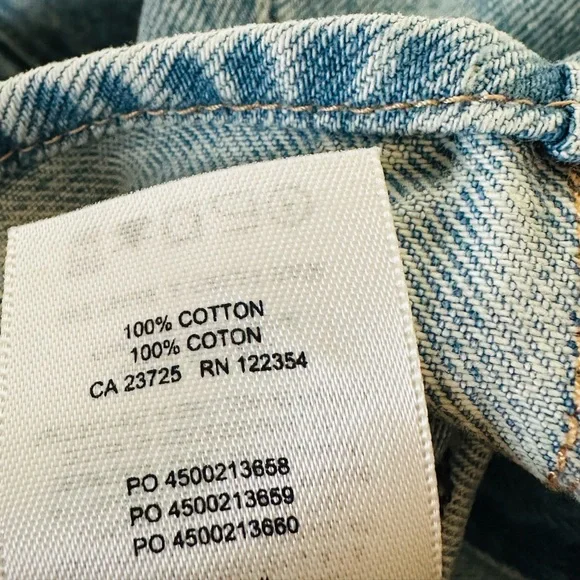 100% COTTON
100% COTON
CA 23725 RN 122354
PO 4500213658
PO 4500213659
PO 4500213660